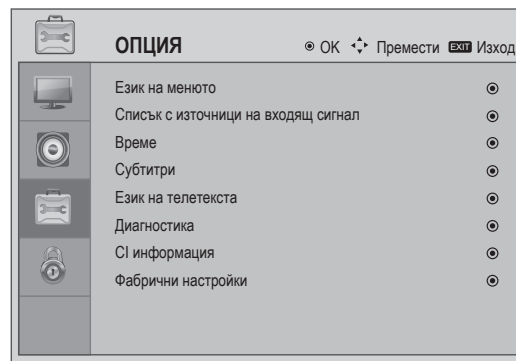 ОПЦИЯ OK Премести EXIT Изход
Език на менюто
Списък с източници на входящ сигнал
Време
Субтитри
Език на телетекста
Диагностика
CI информация
Фабрични настройки